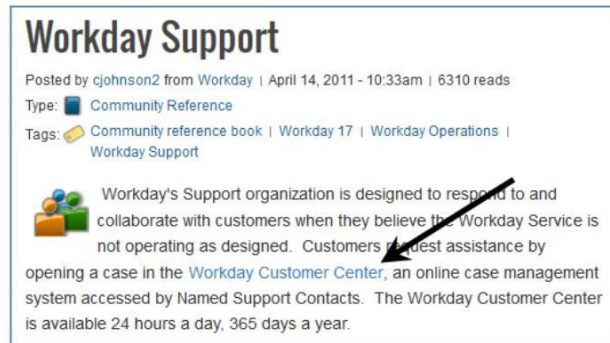 Workday Support
Posted by cjohnson2 from Workday | April 14, 2011 - 10:33am | 6310 reads
Type: Community Reference
Tags: Community reference book | Workday 17 | Workday Operations |
Workday Support
Workday's Support organization is designed to respond to and
collaborate with customers when they believe the Workday Service is
not operating as designed. Customers request assistance by
opening a case in the Workday Customer Center, an online case management
system accessed by Named Support Contacts. The Workday Customer Center
is available 24 hours a day, 365 days a year.